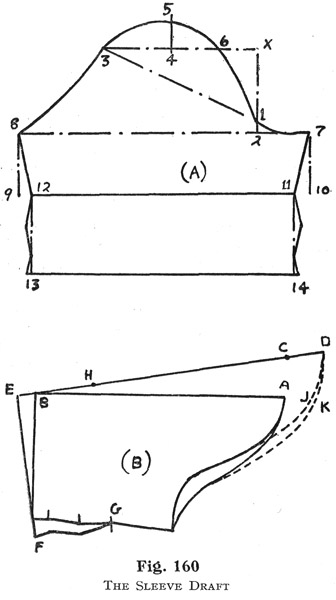 5
3 4 6 X
1
2
8 7
(A)
9 12 11 10
13 14
D
C
H
E B A J K
(B)
G
F
Fig. 160
THE SLEEVE DRAFT